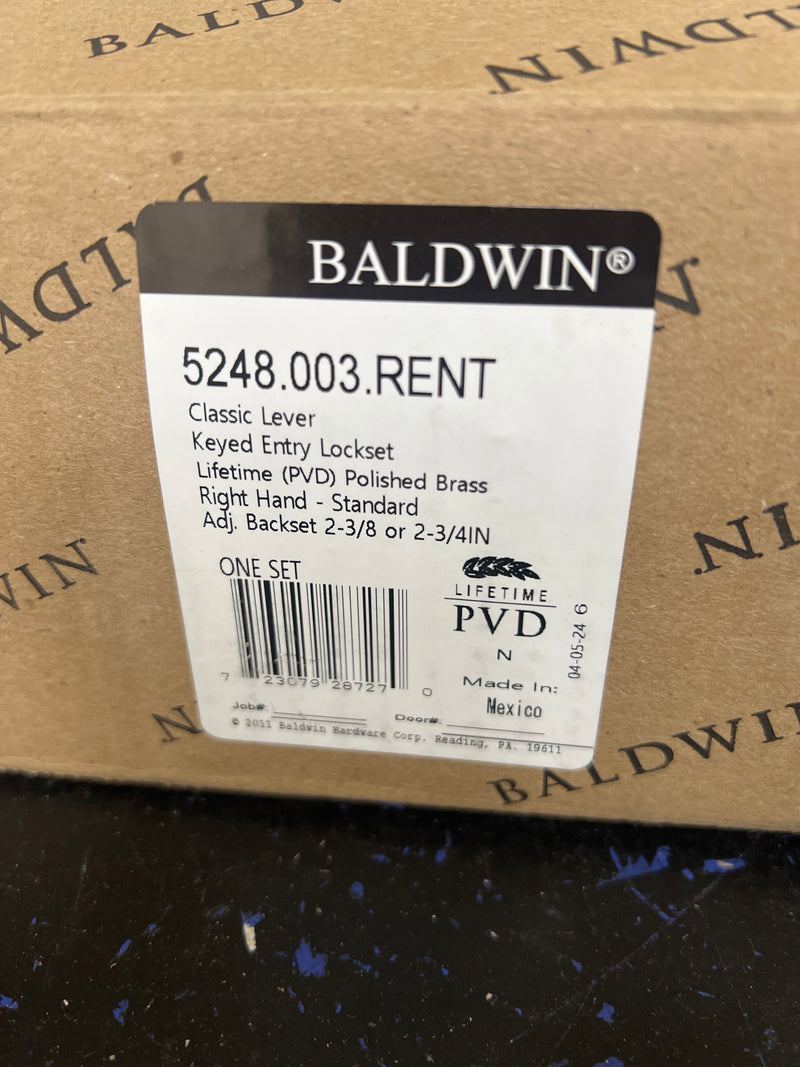 BALDWIN
BALDWIN
BALDWIN®
5248.003.RENT
Classic Lever
Keyed Entry Lockset
Lifetime (PVD) Polished Brass
Right Hand - Standard
Adj. Backset 2-3/8 or 2-3/4IN
ONE SET
LIFETIME
PVD
N
04-05-24 6
7 23079 28727 0
Made In:
Mexico
Job#:
Door#:
© 2011 Baldwin Hardware Corp. Reading, PA. 19611
BALDWIN